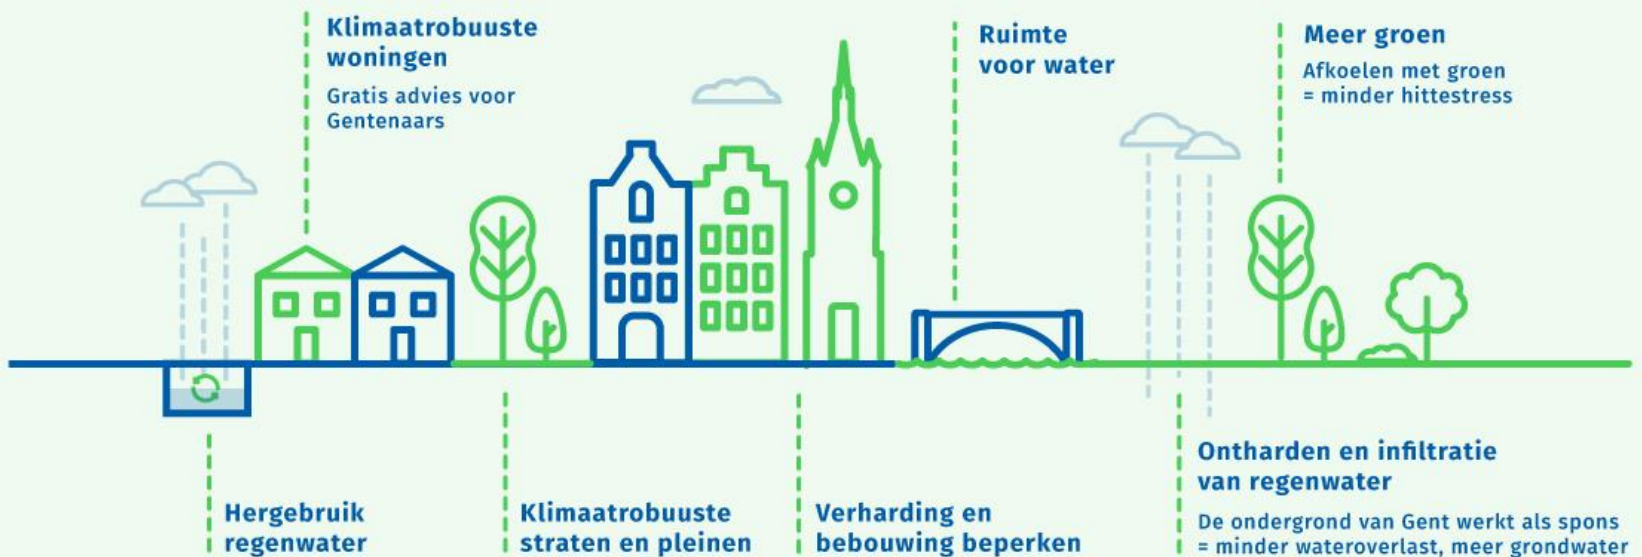 Klimaatrobuuste
woningen
Gratis advies voor
Gentenaars
Ruimte
voor water
Meer groen
Afkoelen met groen
= minder hittestress
Hergebruik
regenwater
Klimaatrobuuste
straten en pleinen
Verharding en
bebouwing beperken
Ontharden en infiltratie
van regenwater
De ondergrond van Gent werkt als spons
= minder wateroverlast, meer grondwater